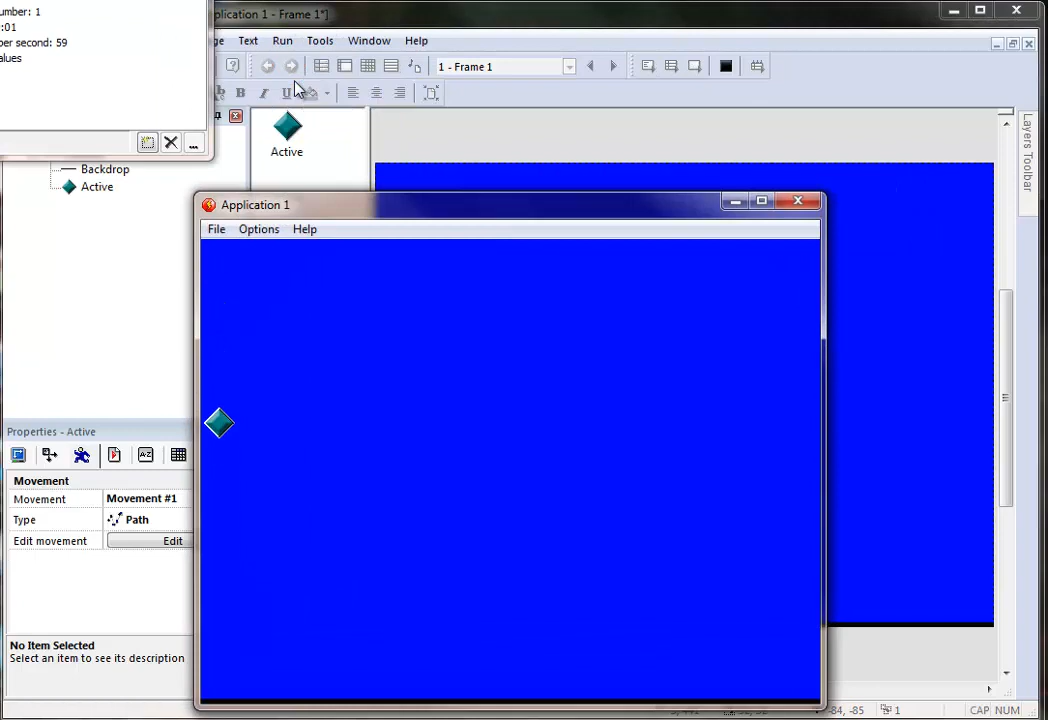 umber: 1
:01
per second: 59
alues
plication 1 - Frame 1*]
ge Text Run Tools Window Help
1 - Frame 1
B I U
Active
Backdrop
Active
Layers Toolbar
Application 1
File Options Help
Properties - Active
Movement
Movement Movement #1
Type Path
Edit movement Edit
No Item Selected
Select an item to see its description
-84, -85 1 CAP NUM